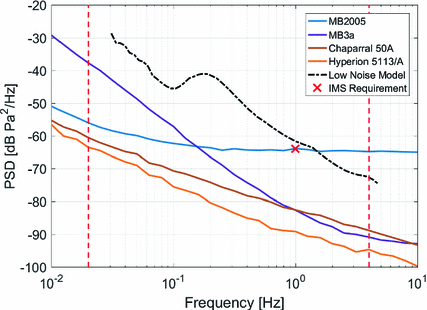 -20
-30
-40
-50
-60
-70
-80
-90
-100
PSD [dB Pa²/Hz]
MB2005
MB3a
Chaparral 50A
Hyperion 5113/A
Low Noise Model
IMS Requirement
10⁻² 10⁻¹ 10⁰ 10¹
Frequency [Hz]